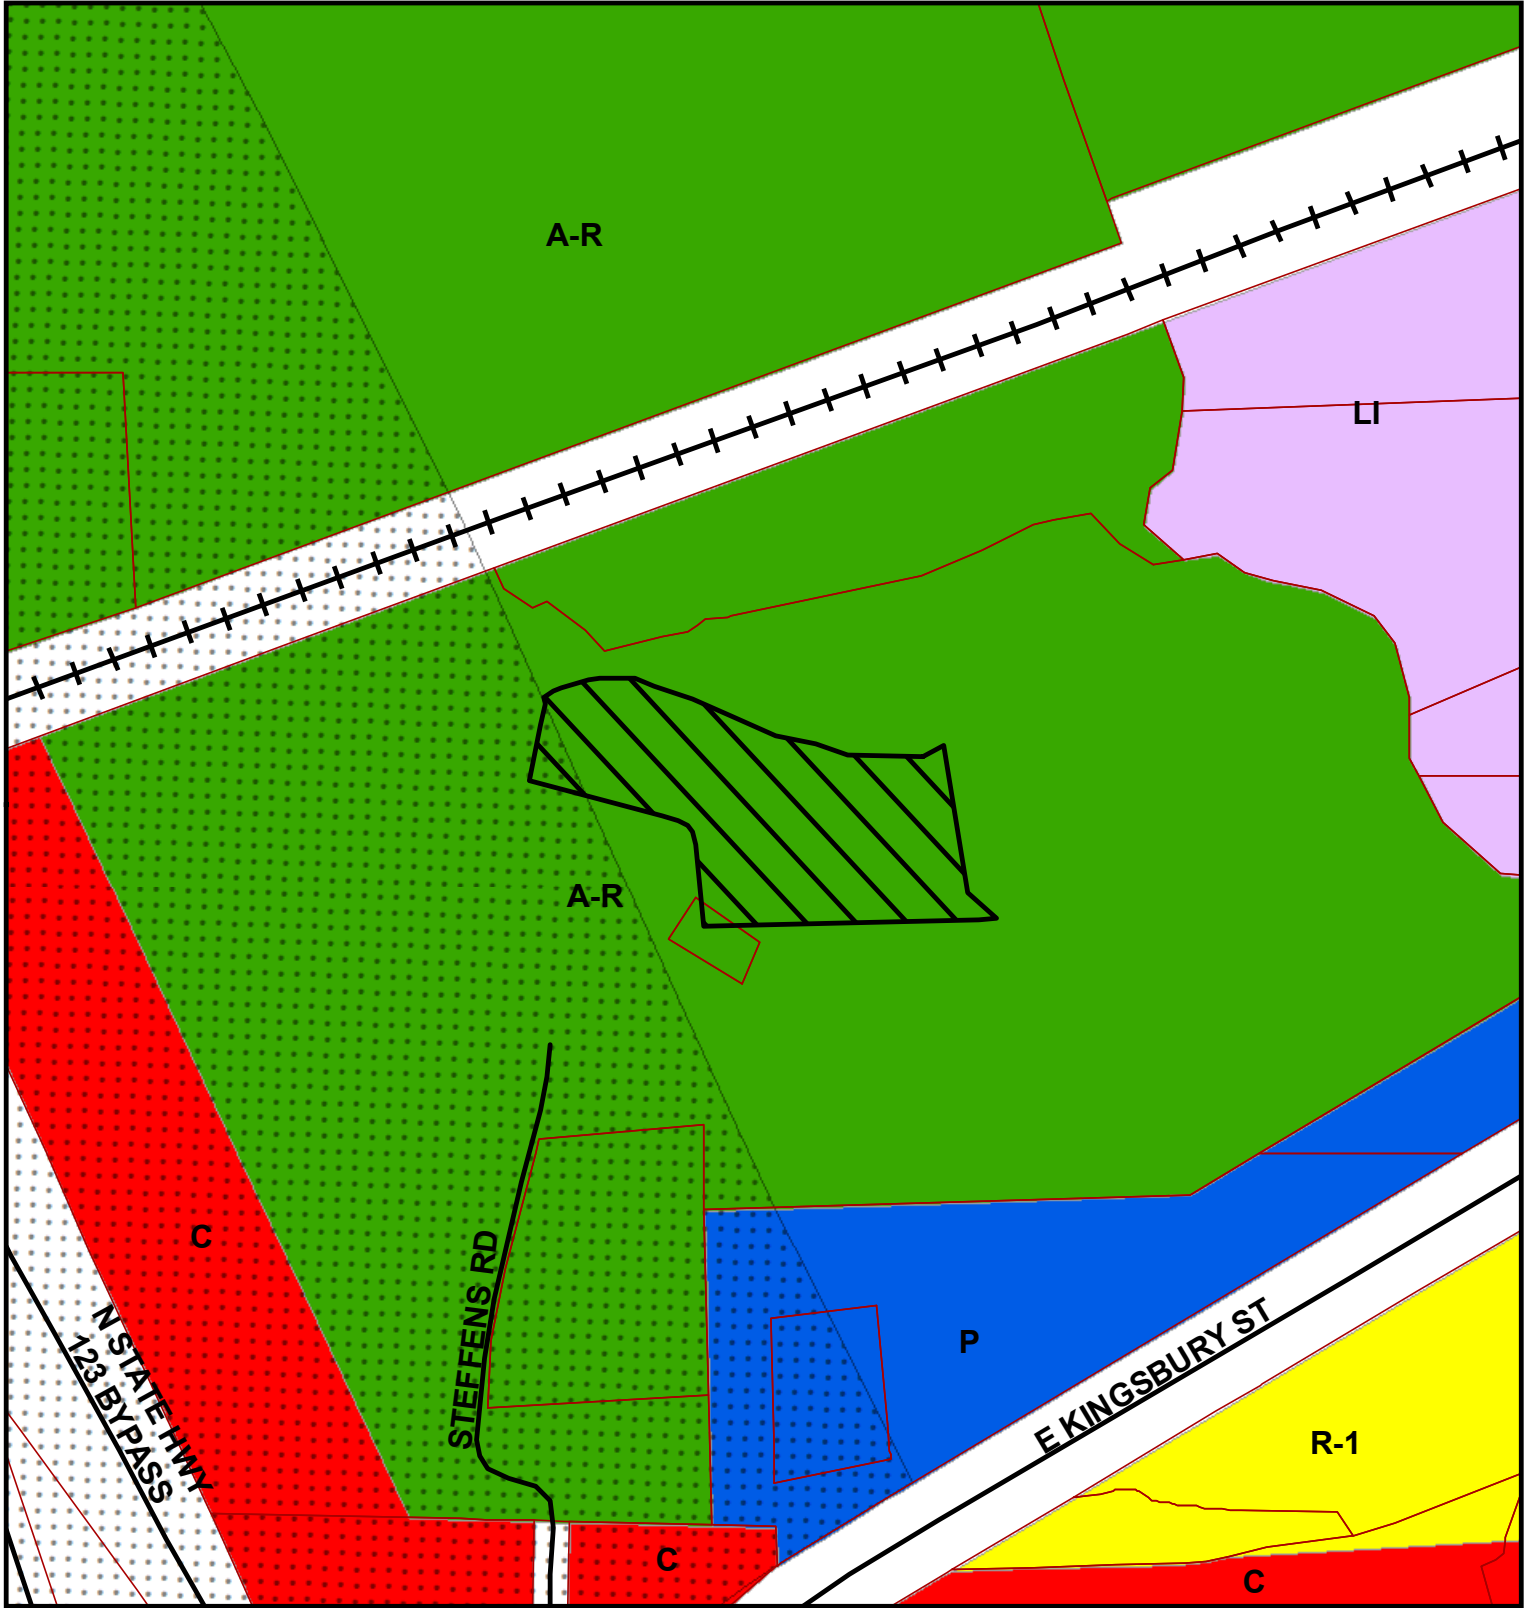 A-R
LI
A-R
C
N STATE HWY
123 BYPASS
STEFFENS RD
P
E KINGSBURY ST
R-1
C
C